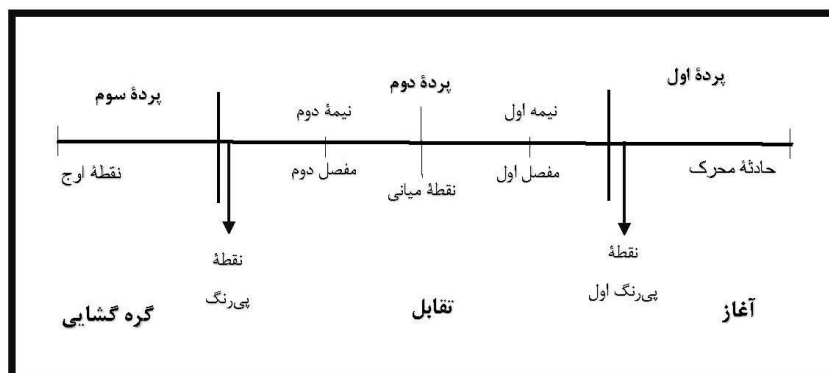 پردهٔ اول
پردهٔ دوم
پردهٔ سوم
نیمه اول
نیمهٔ دوم
حادثهٔ محرک
مفصل اول
نقطهٔ میانی
مفصل دوم
نقطهٔ اوج
نقطهٔ
پی‌رنگ اول
نقطهٔ
پی‌رنگ
آغاز
تقابل
گره گشایی